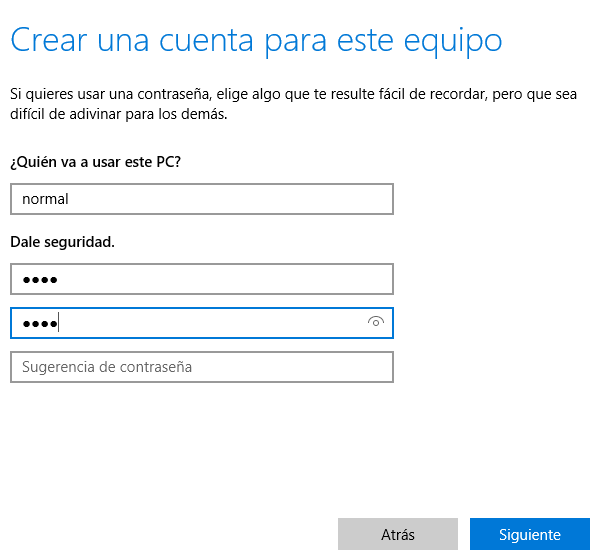 Crear una cuenta para este equipo
Si quieres usar una contraseña, elige algo que te resulte fácil de recordar, pero que sea
difícil de adivinar para los demás.
¿Quién va a usar este PC?
normal
Dale seguridad.
●●●●
●●●●
Sugerencia de contraseña
Atrás
Siguiente